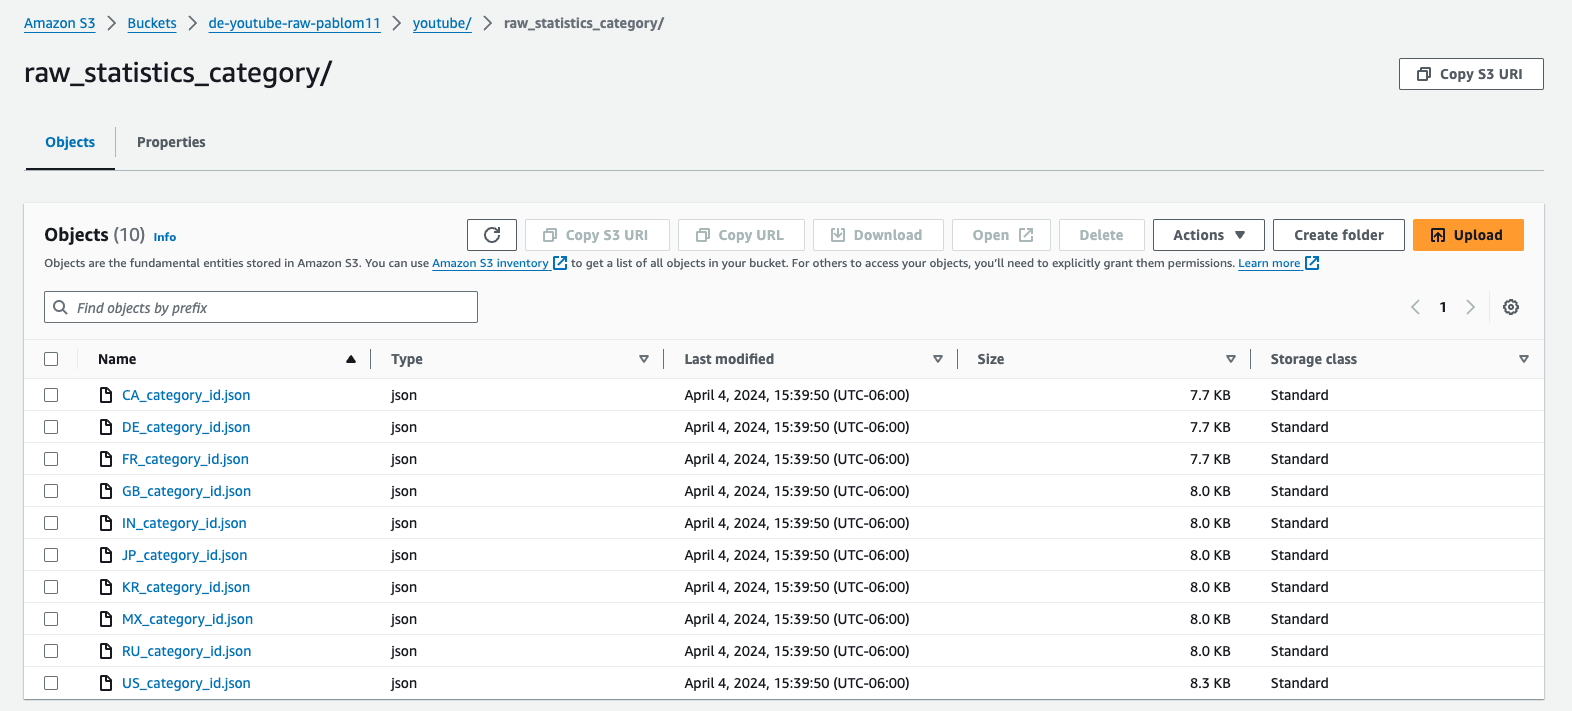 Amazon S3 > Buckets > de-youtube-raw-pablom11 > youtube/ > raw_statistics_category/
raw_statistics_category/
Copy S3 URI
Objects Properties
Objects (10) Info
Copy S3 URI Copy URL Download Open Delete Actions Create folder Upload
Objects are the fundamental entities stored in Amazon S3. You can use Amazon S3 inventory to get a list of all objects in your bucket. For others to access your objects, you'll need to explicitly grant them permissions. Learn more
Find objects by prefix
1
Name Type Last modified Size Storage class
CA_category_id.json json April 4, 2024, 15:39:50 (UTC-06:00) 7.7 KB Standard
DE_category_id.json json April 4, 2024, 15:39:50 (UTC-06:00) 7.7 KB Standard
FR_category_id.json json April 4, 2024, 15:39:50 (UTC-06:00) 7.7 KB Standard
GB_category_id.json json April 4, 2024, 15:39:50 (UTC-06:00) 8.0 KB Standard
IN_category_id.json json April 4, 2024, 15:39:50 (UTC-06:00) 8.0 KB Standard
JP_category_id.json json April 4, 2024, 15:39:50 (UTC-06:00) 8.0 KB Standard
KR_category_id.json json April 4, 2024, 15:39:50 (UTC-06:00) 8.0 KB Standard
MX_category_id.json json April 4, 2024, 15:39:50 (UTC-06:00) 8.0 KB Standard
RU_category_id.json json April 4, 2024, 15:39:50 (UTC-06:00) 8.0 KB Standard
US_category_id.json json April 4, 2024, 15:39:50 (UTC-06:00) 8.3 KB Standard